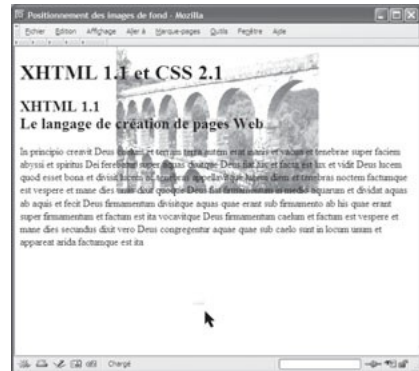 Positionnement des images de fond - Mozilla
Fichier Édition Affichage Aller à Marque-pages Outils Fenêtre Aide
XHTML 1.1 et CSS 2.1
XHTML 1.1
Le langage de création de pages Web
In principio creavit Deus caelum et terram terra autem erat inanis et vacua et tenebrae super faciem
abyssi et spiritus Dei ferebatur super aquas dixitque Deus fiat lux et facta est lux et vidit Deus lucem
quod esset bona et divisit lucem ac tenebras appellavitque lucem diem et tenebras noctem factumque
est vespere et mane dies unus dixit quoque Deus fiat firmamentum in medio aquarum et dividat aquas
ab aquis et fecit Deus firmamentum divisitque aquas quae erant sub firmamento ab his quae erant
super firmamentum et factum est ita vocavitque Deus firmamentum caelum et factum est vespere et
mane dies secundus dixit vero Deus congregentur aquae quae sub caelo sunt in locum unum et
appareat arida factumque est ita
Chargé